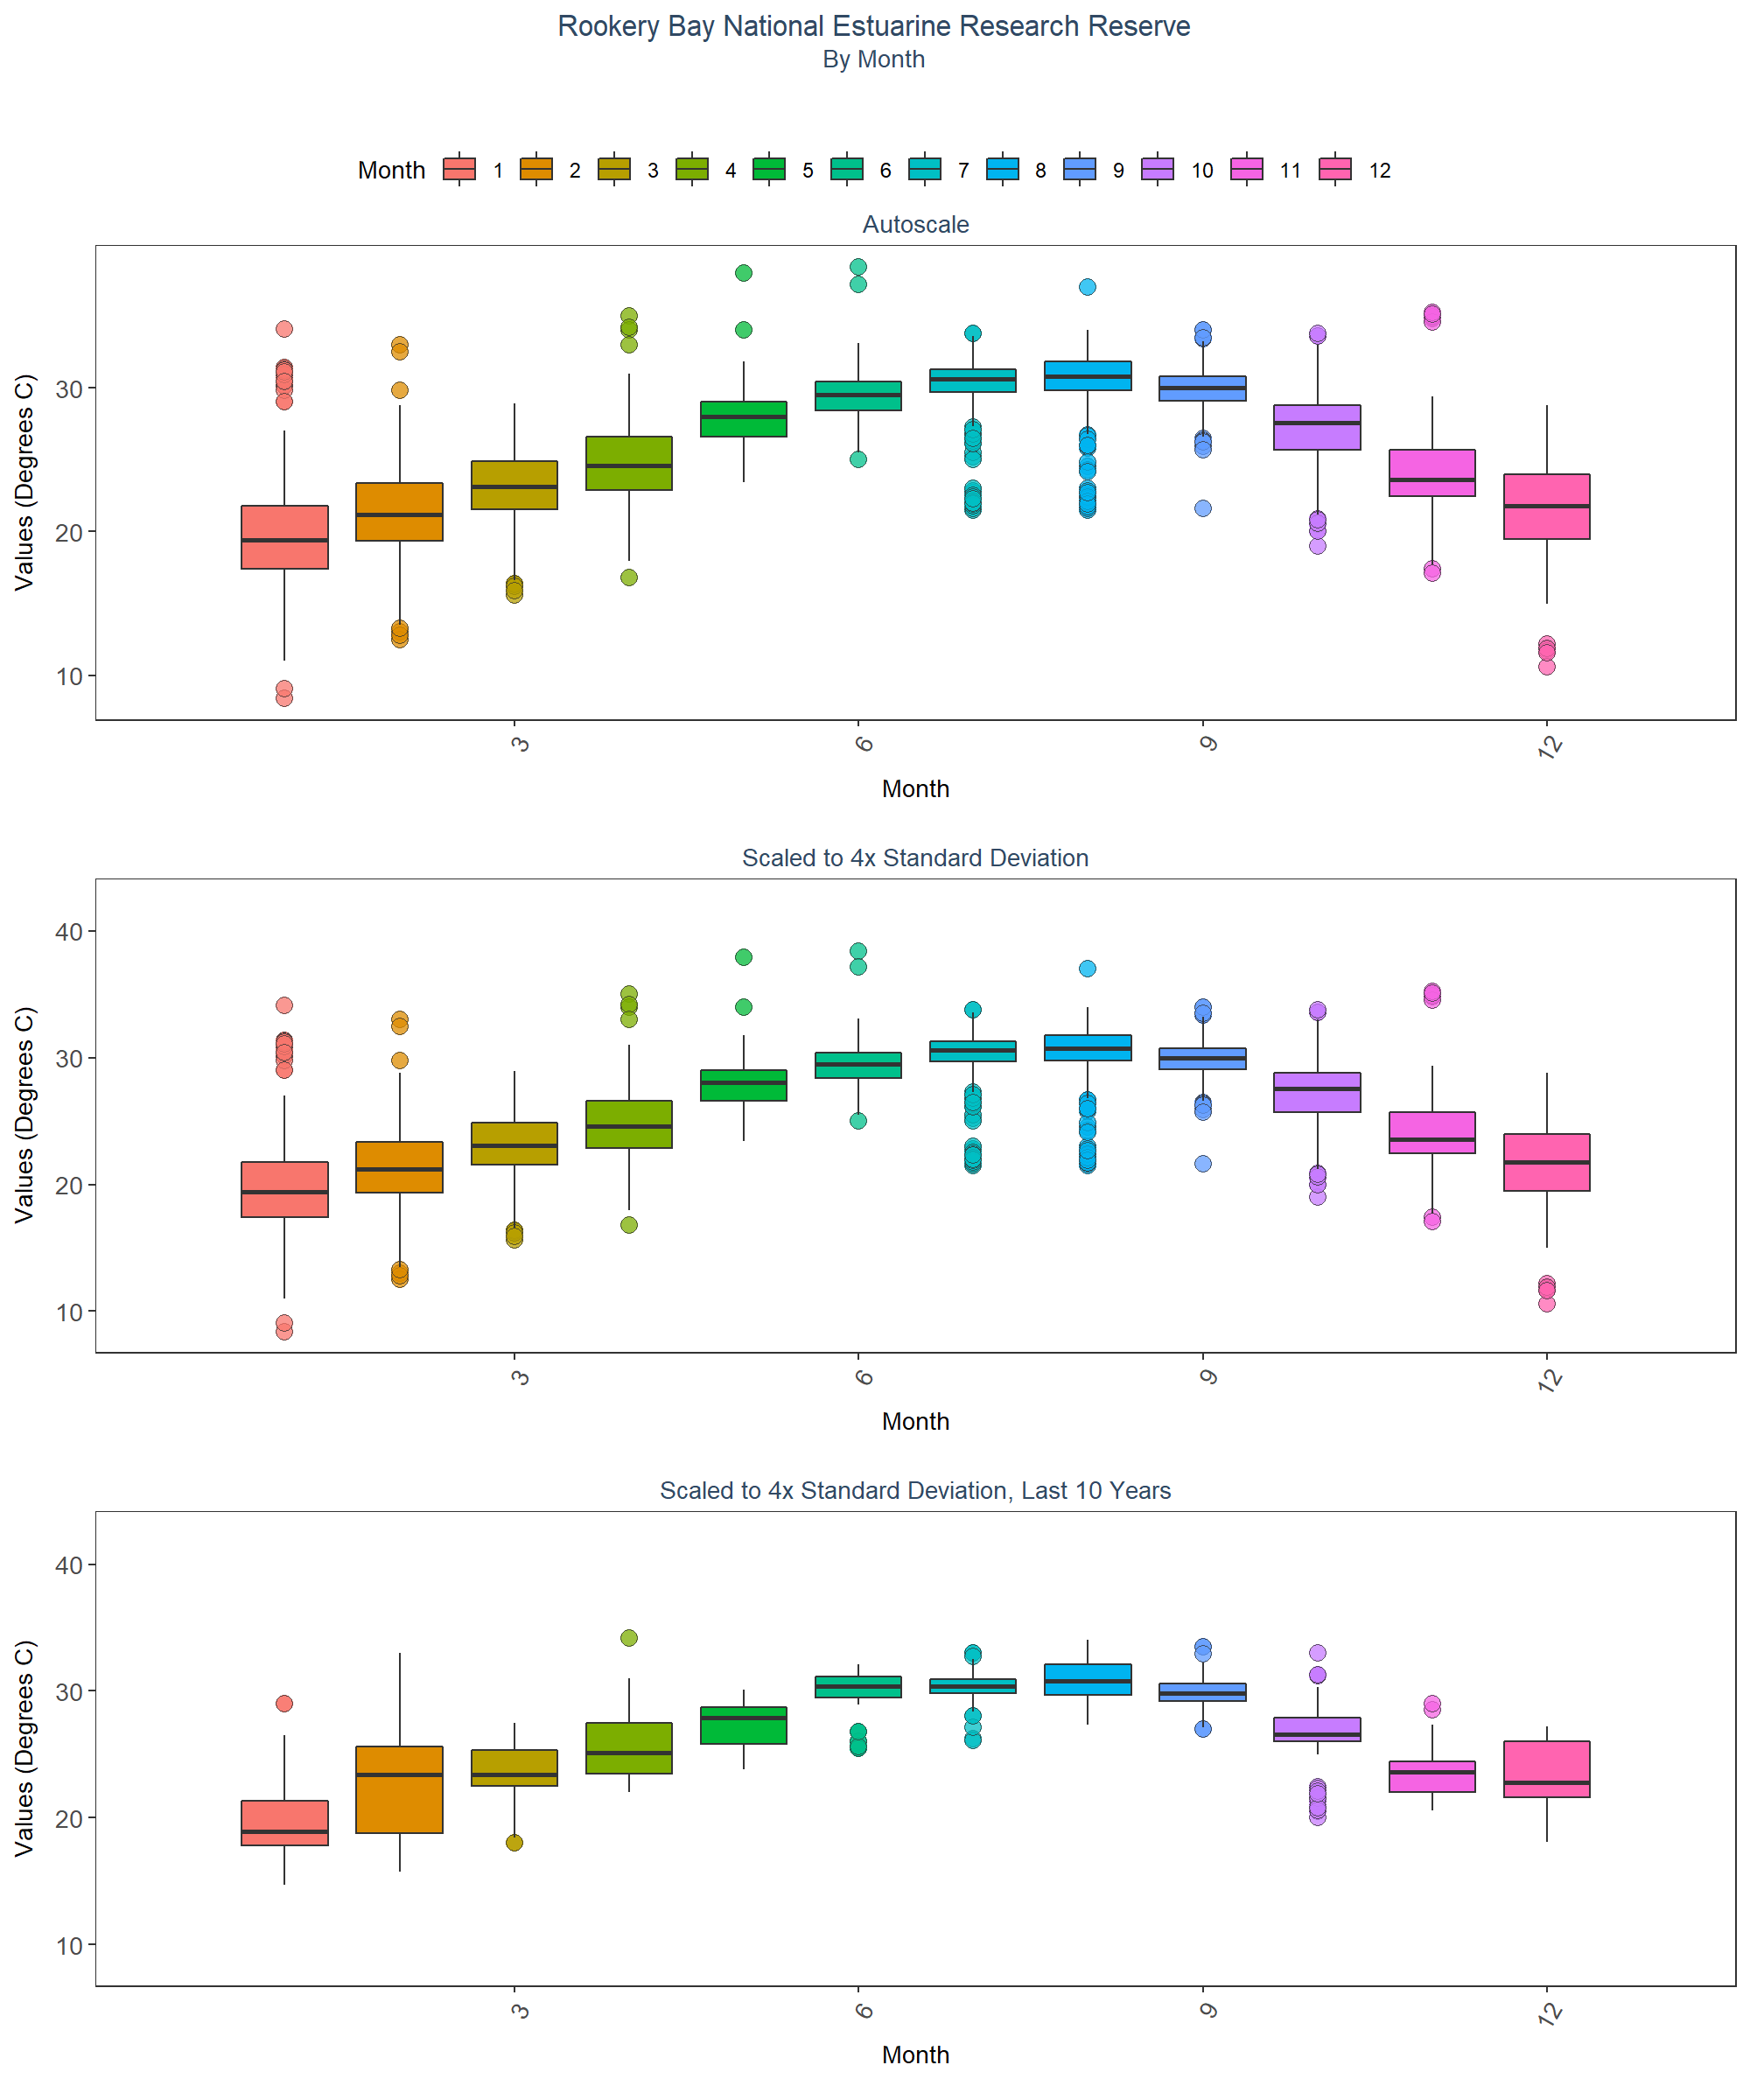 Rookery Bay National Estuarine Research Reserve
By Month
Month 1 2 3 4 5 6 7 8 9 10 11 12
Autoscale
Values (Degrees C)
30
20
10
3 6 9 12
Month
Scaled to 4x Standard Deviation
Values (Degrees C)
40
30
20
10
3 6 9 12
Month
Scaled to 4x Standard Deviation, Last 10 Years
Values (Degrees C)
40
30
20
10
3 6 9 12
Month